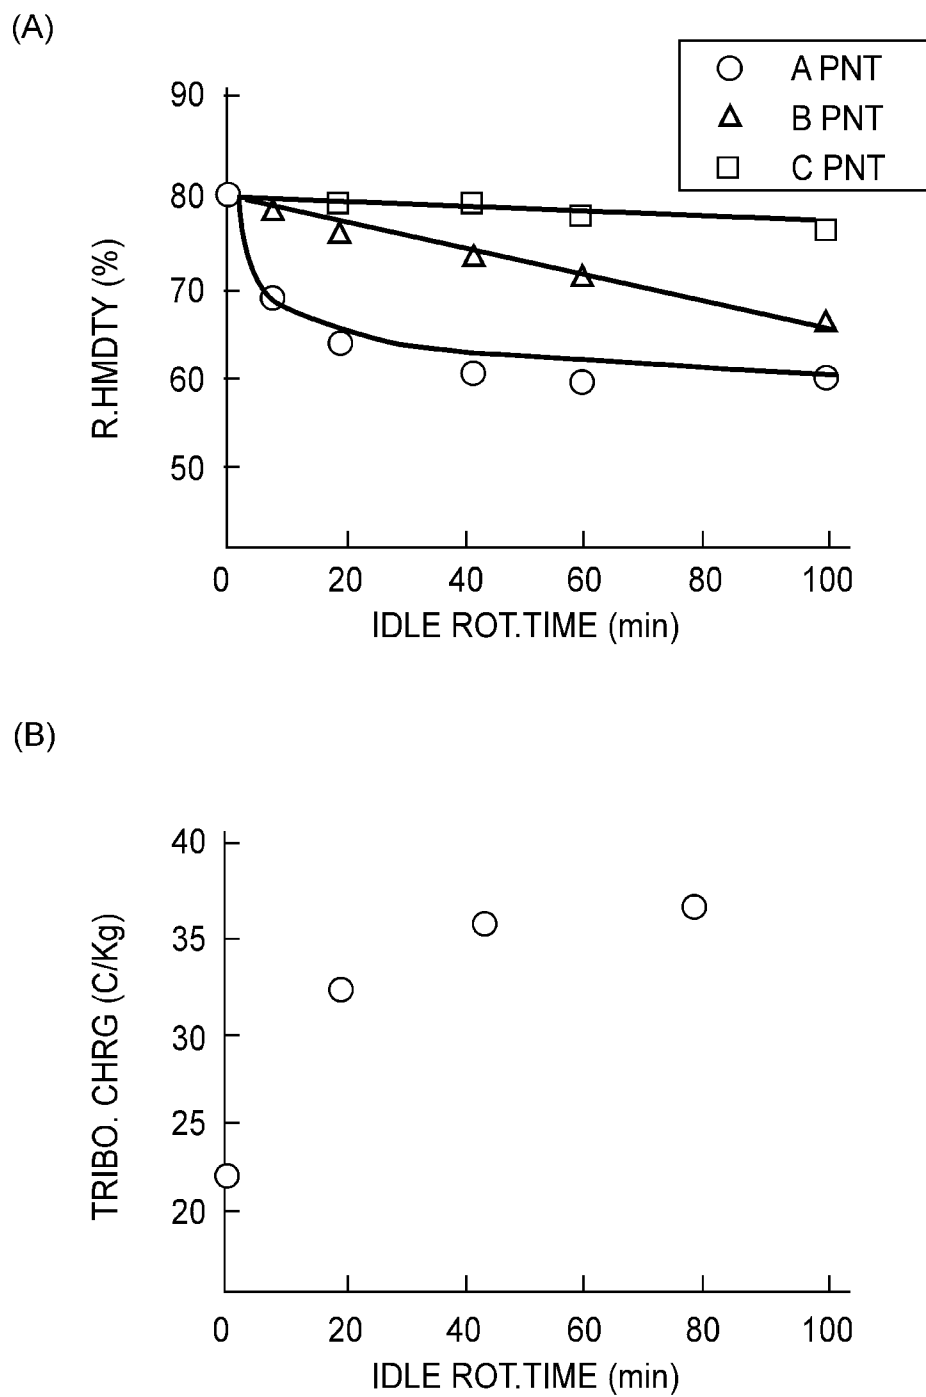 (A)
A PNT
B PNT
C PNT
90
80
70
60
50
R.HMDTY (%)
0 20 40 60 80 100
IDLE ROT.TIME (min)
(B)
40
35
30
25
20
TRIBO. CHRG (C/Kg)
0 20 40 60 80 100
IDLE ROT.TIME (min)